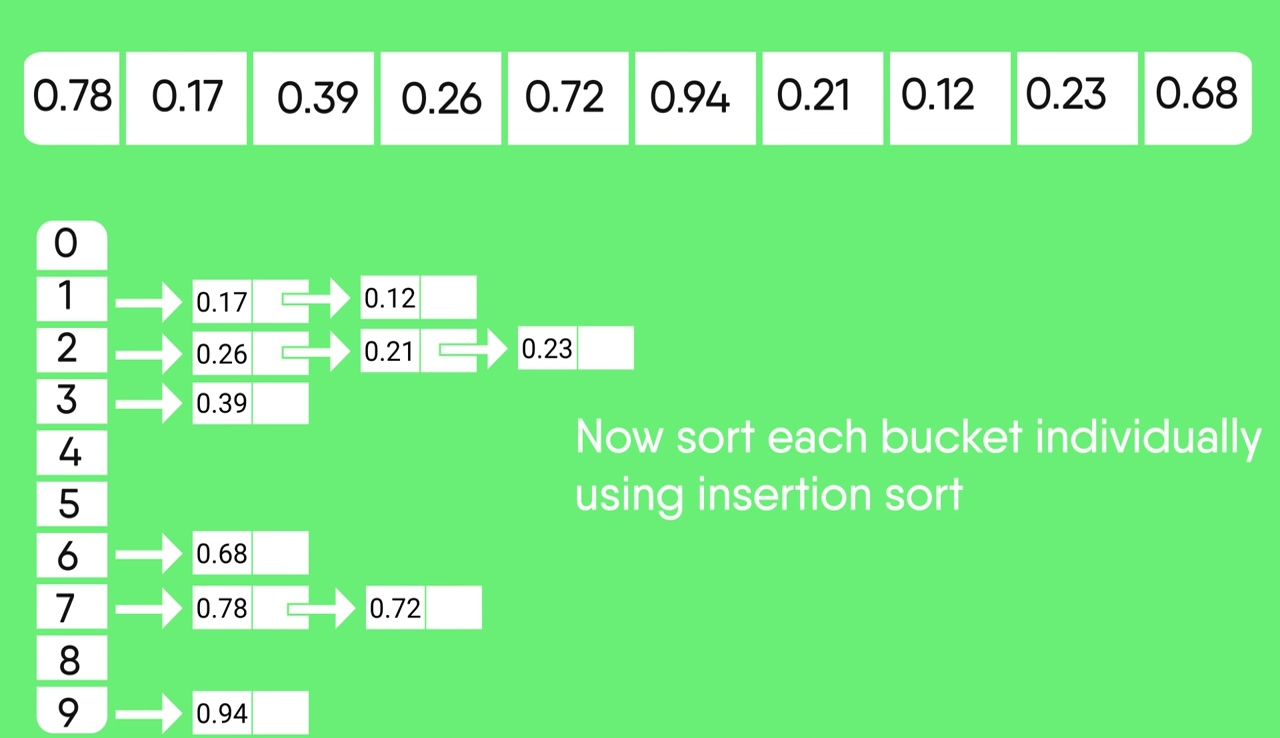 0.78 0.17 0.39 0.26 0.72 0.94 0.21 0.12 0.23 0.68
0
1 0.17 0.12
2 0.26 0.21 0.23
3 0.39
4
5
6 0.68
7 0.78 0.72
8
9 0.94
Now sort each bucket individually
using insertion sort